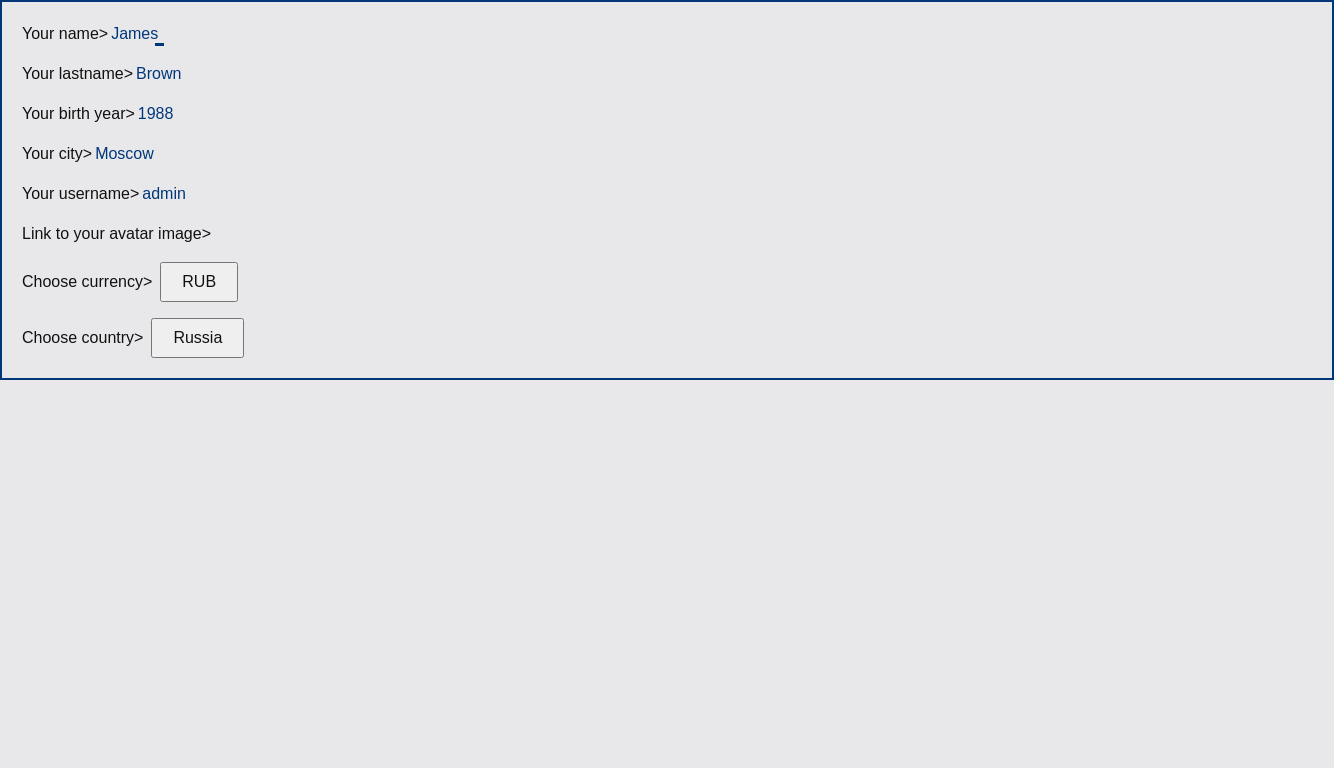 Your name> James
Your lastname> Brown
Your birth year> 1988
Your city> Moscow
Your username> admin
Link to your avatar image>
Choose currency> RUB
Choose country> Russia